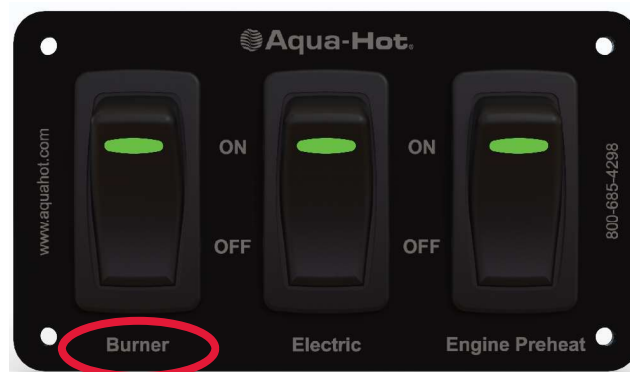 Aqua-Hot®
www.aquahot.com
ON
ON
800-685-4298
OFF
OFF
Burner
Electric
Engine Preheat